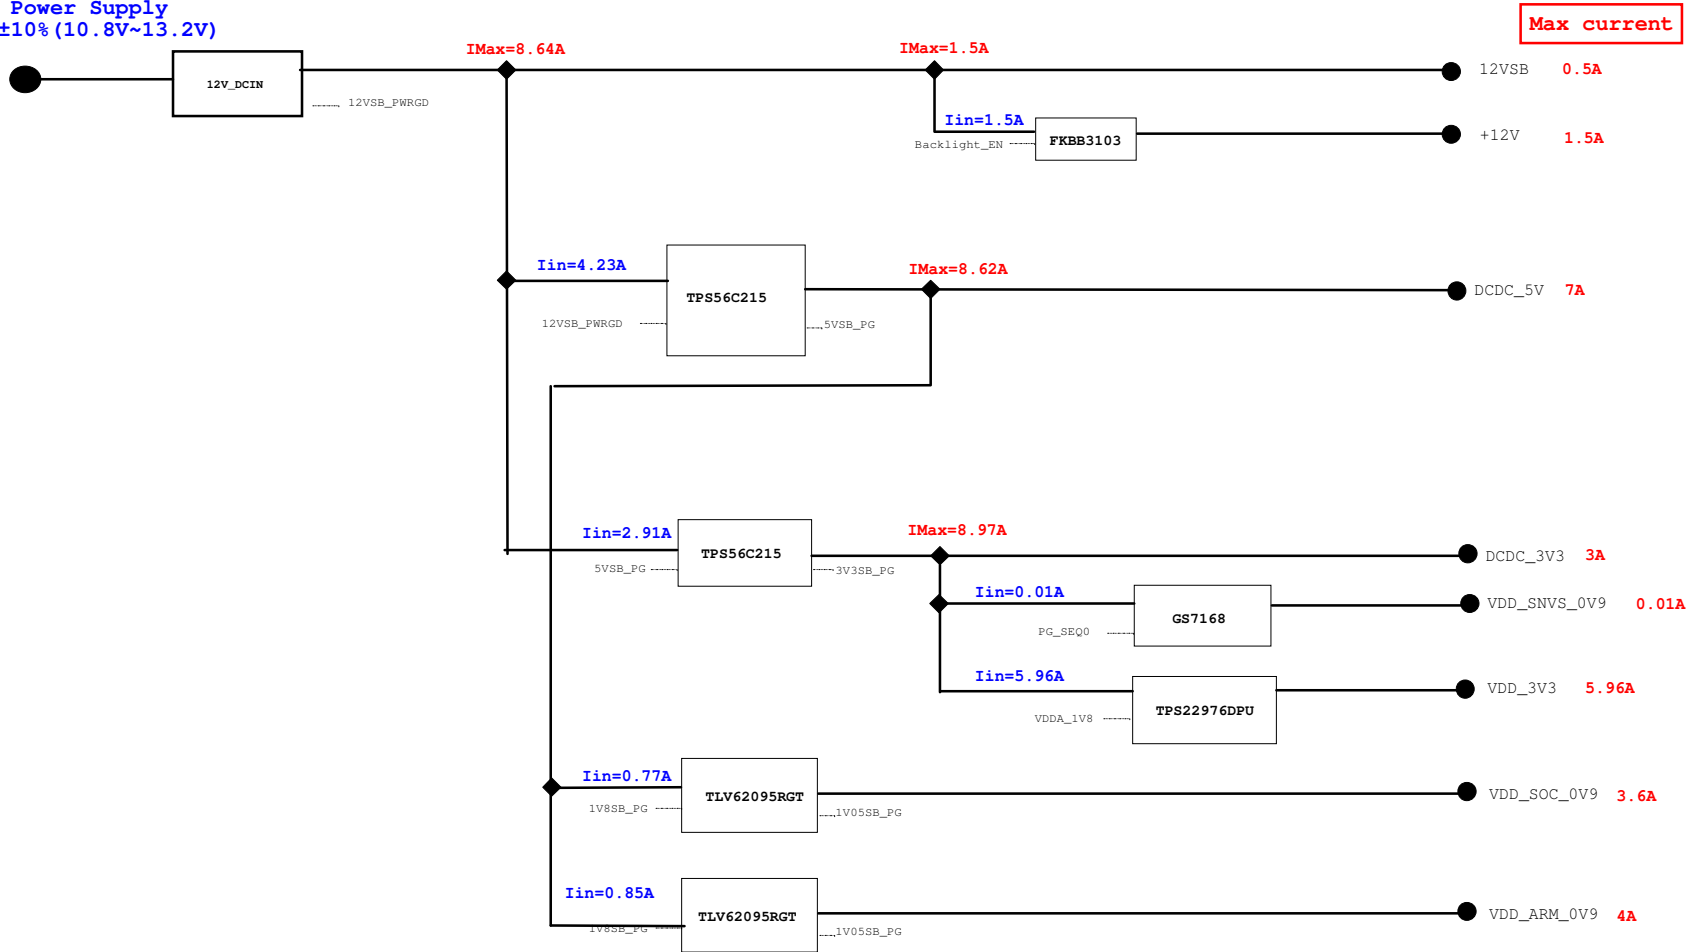 Power Supply
±10%(10.8V~13.2V)
Max current
IMax=8.64A
IMax=1.5A
12V_DCIN
12VSB_PWRGD
12VSB 0.5A
Iin=1.5A
Backlight_EN
FKBB3103
+12V 1.5A
Iin=4.23A
TPS56C215
12VSB_PWRGD
5VSB_PG
IMax=8.62A
DCDC_5V 7A
Iin=2.91A
TPS56C215
5VSB_PG
3V3SB_PG
IMax=8.97A
DCDC_3V3 3A
Iin=0.01A
GS7168
PG_SEQ0
VDD_SNVS_0V9 0.01A
Iin=5.96A
TPS22976DPU
VDDA_1V8
VDD_3V3 5.96A
Iin=0.77A
TLV62095RGT
1V8SB_PG
1V05SB_PG
VDD_SOC_0V9 3.6A
Iin=0.85A
TLV62095RGT
1V8SB_PG
1V05SB_PG
VDD_ARM_0V9 4A